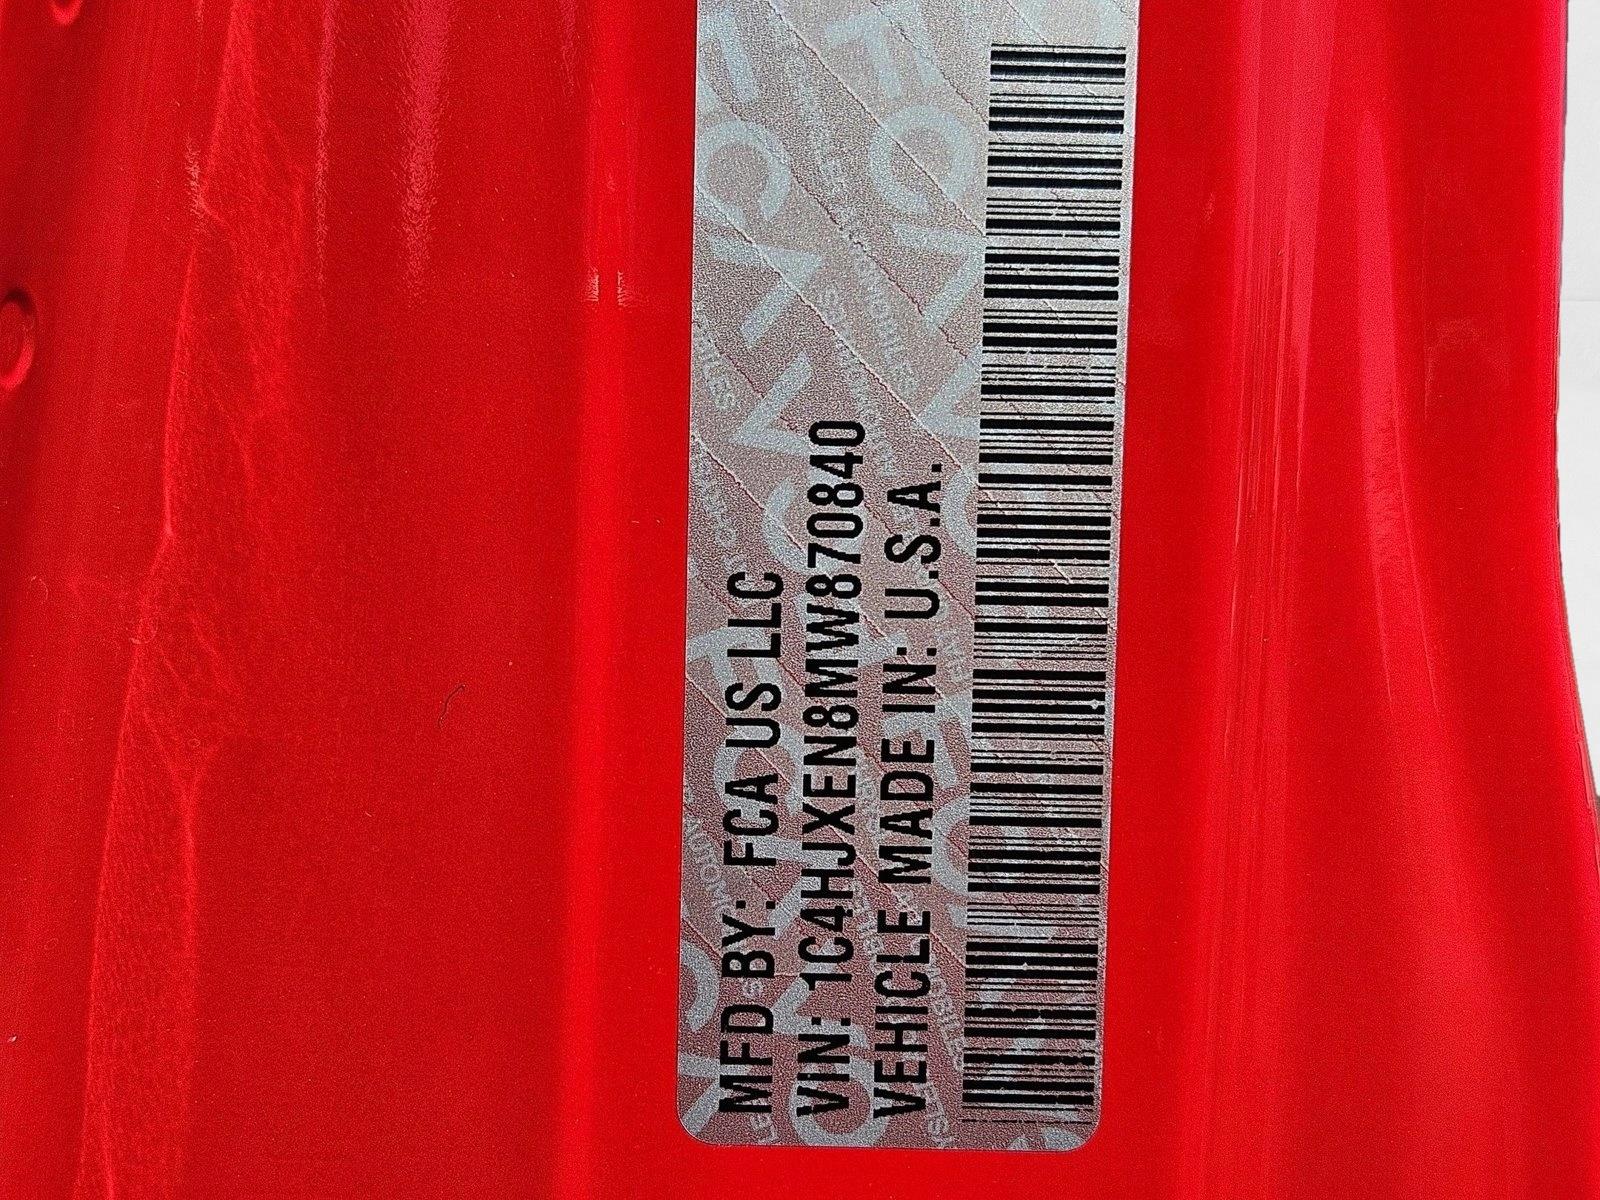 MFD BY: FCA US LLC
VIN: 1C4HJXEN8MW870840
VEHICLE MADE IN: U.S.A.